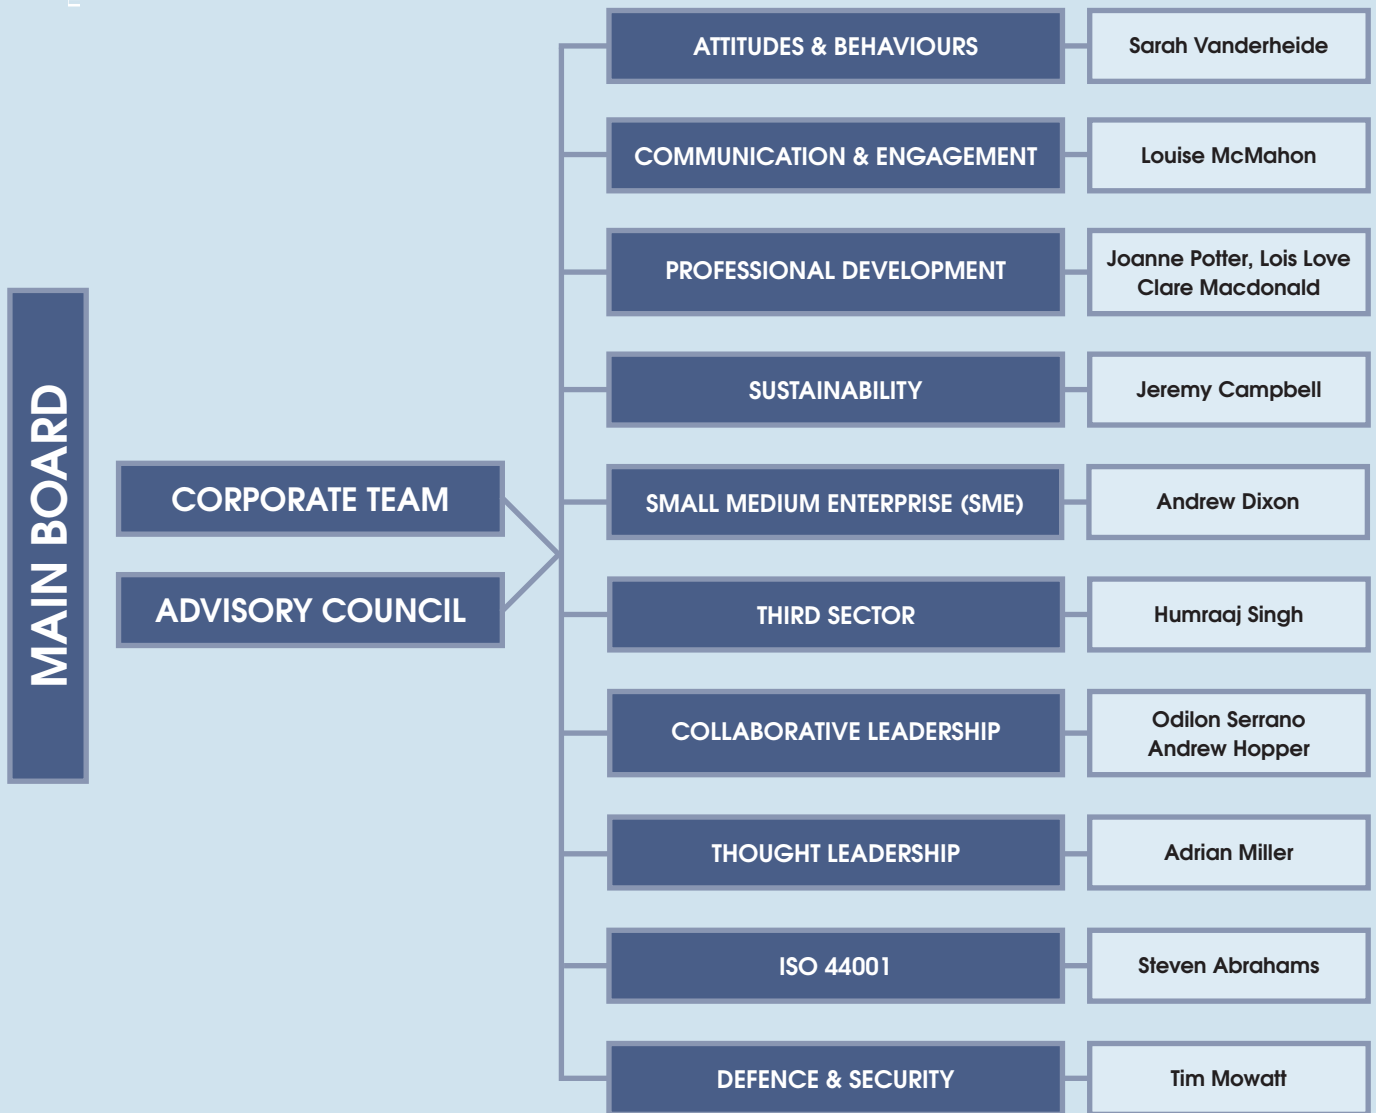 MAIN BOARD
CORPORATE TEAM
ADVISORY COUNCIL
ATTITUDES & BEHAVIOURS
Sarah Vanderheide
COMMUNICATION & ENGAGEMENT
Louise McMahon
PROFESSIONAL DEVELOPMENT
Joanne Potter, Lois Love
Clare Macdonald
SUSTAINABILITY
Jeremy Campbell
SMALL MEDIUM ENTERPRISE (SME)
Andrew Dixon
THIRD SECTOR
Humraaj Singh
COLLABORATIVE LEADERSHIP
Odilon Serrano
Andrew Hopper
THOUGHT LEADERSHIP
Adrian Miller
ISO 44001
Steven Abrahams
DEFENCE & SECURITY
Tim Mowatt